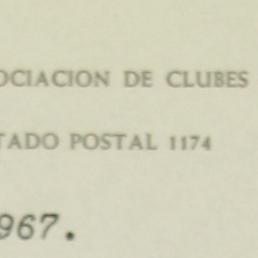 OCIACION DE CLUBES
TADO POSTAL 1174
967.